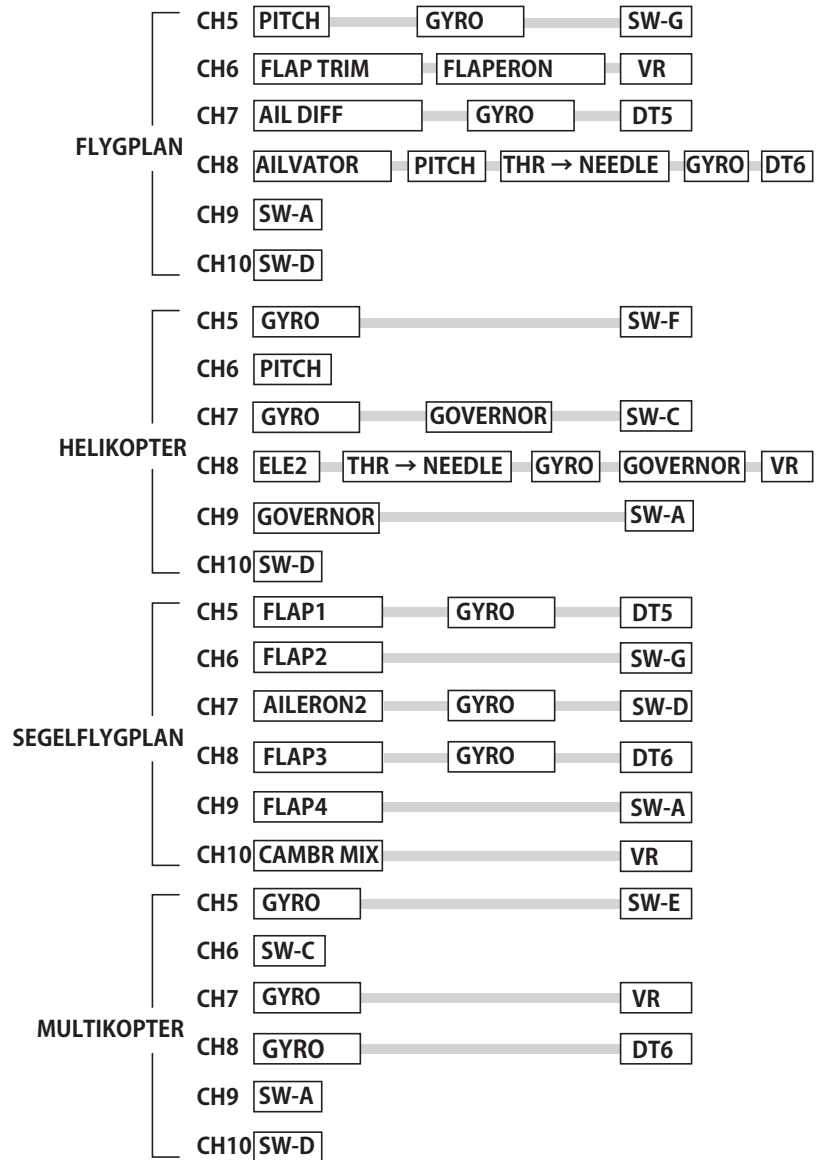 CH5 PITCH GYRO SW-G
CH6 FLAP TRIM FLAPERON VR
CH7 AIL DIFF GYRO DT5
FLYGPLAN
CH8 AILVATOR PITCH THR → NEEDLE GYRO DT6
CH9 SW-A
CH10 SW-D
CH5 GYRO SW-F
CH6 PITCH
CH7 GYRO GOVERNOR SW-C
HELIKOPTER
CH8 ELE2 THR → NEEDLE GYRO GOVERNOR VR
CH9 GOVERNOR SW-A
CH10 SW-D
CH5 FLAP1 GYRO DT5
CH6 FLAP2 SW-G
CH7 AILERON2 GYRO SW-D
SEGELFLYGPLAN
CH8 FLAP3 GYRO DT6
CH9 FLAP4 SW-A
CH10 CAMBR MIX VR
CH5 GYRO SW-E
CH6 SW-C
CH7 GYRO VR
MULTIKOPTER
CH8 GYRO DT6
CH9 SW-A
CH10 SW-D